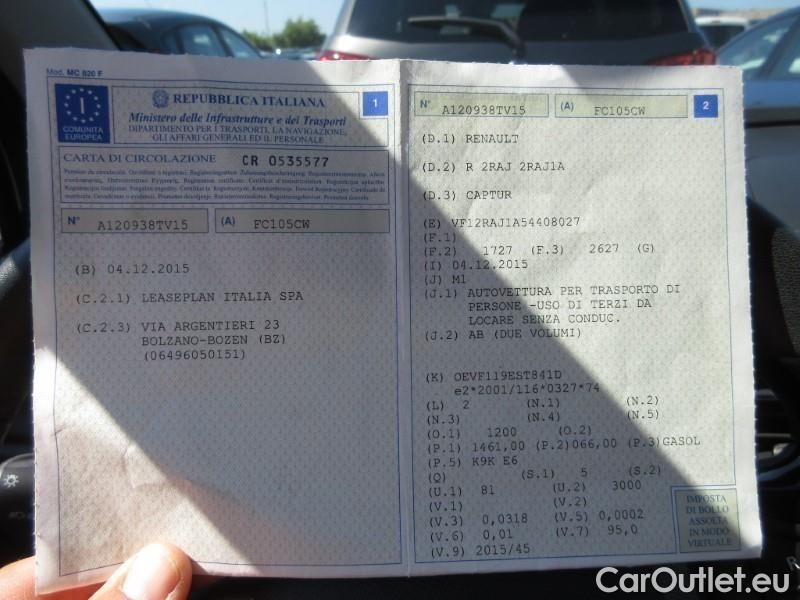 Mod. MC 820 F
I
COMUNITÀ
EUROPEA
REPUBBLICA ITALIANA
1
Ministero delle Infrastrutture e dei Trasporti
DIPARTIMENTO PER I TRASPORTI, LA NAVIGAZIONE,
GLI AFFARI GENERALI ED IL PERSONALE
CARTA DI CIRCOLAZIONE CR 0535577
N° A120938TV15 (A) FC105CW
(B) 04.12.2015
(C.2.1) LEASEPLAN ITALIA SPA
(C.2.3) VIA ARGENTIERI 23
BOLZANO-BOZEN (BZ)
(06496050151)
N° A120938TV15 (A) FC105CW 2
(D.1) RENAULT
(D.2) R 2RAJ 2RAJ1A
(D.3) CAPTUR
(E) VF12RAJ1A54408027
(F.1)
(F.2) 1727 (F.3) 2627 (G)
(I) 04.12.2015
(J) M1
(J.1) AUTOVETTURA PER TRASPORTO DI
PERSONE -USO DI TERZI DA
LOCARE SENZA CONDUC.
(J.2) AB (DUE VOLUMI)
(K) OEVF119EST841D
e2*2001/116*0327*74
(L) 2 (N.1) (N.2)
(N.3) (N.4) (N.5)
(O.1) 1200 (O.2)
(P.1) 1461,00 (P.2)066,00 (P.3)GASOL
(P.5) K9K E6
(Q) (S.1) 5 (S.2)
(U.1) 81 (U.2) 3000
(V.1) (V.2)
(V.3) 0,0318 (V.5) 0,0002
(V.6) 0,01 (V.7) 95,0
(V.9) 2015/45
IMPOSTA
DI BOLLO
ASSOLTA
IN MODO
VIRTUALE
CarOutlet.eu